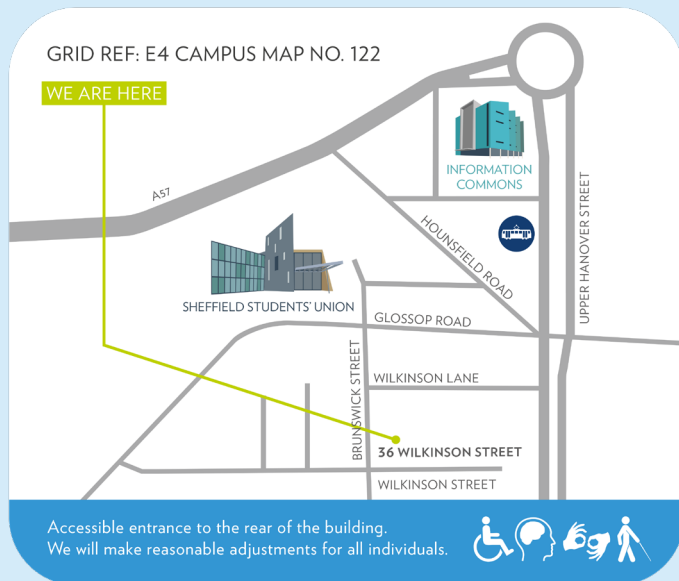 GRID REF: E4 CAMPUS MAP NO. 122
WE ARE HERE
INFORMATION
COMMONS
A57
HOUNSFIELD ROAD
UPPER HANOVER STREET
SHEFFIELD STUDENTS' UNION
GLOSSOP ROAD
BRUNSWICK STREET
WILKINSON LANE
36 WILKINSON STREET
WILKINSON STREET
Accessible entrance to the rear of the building.
We will make reasonable adjustments for all individuals.